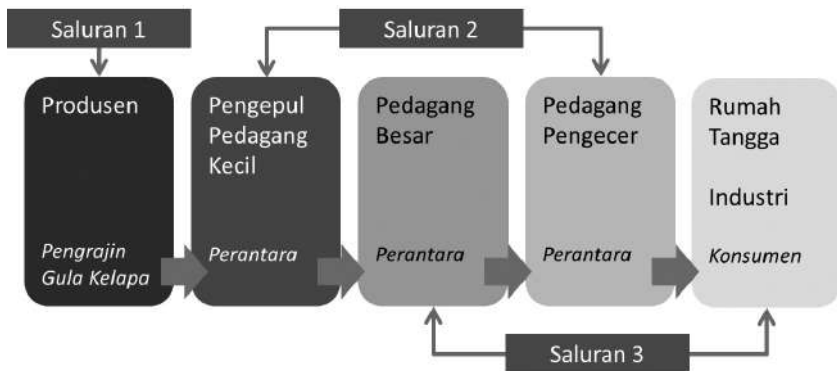 Saluran 1
Saluran 2
Produsen
Pengrajin
Gula Kelapa
Pengepul
Pedagang
Kecil
Perantara
Pedagang
Besar
Perantara
Pedagang
Pengecer
Perantara
Rumah
Tangga
Industri
Konsumen
Saluran 3